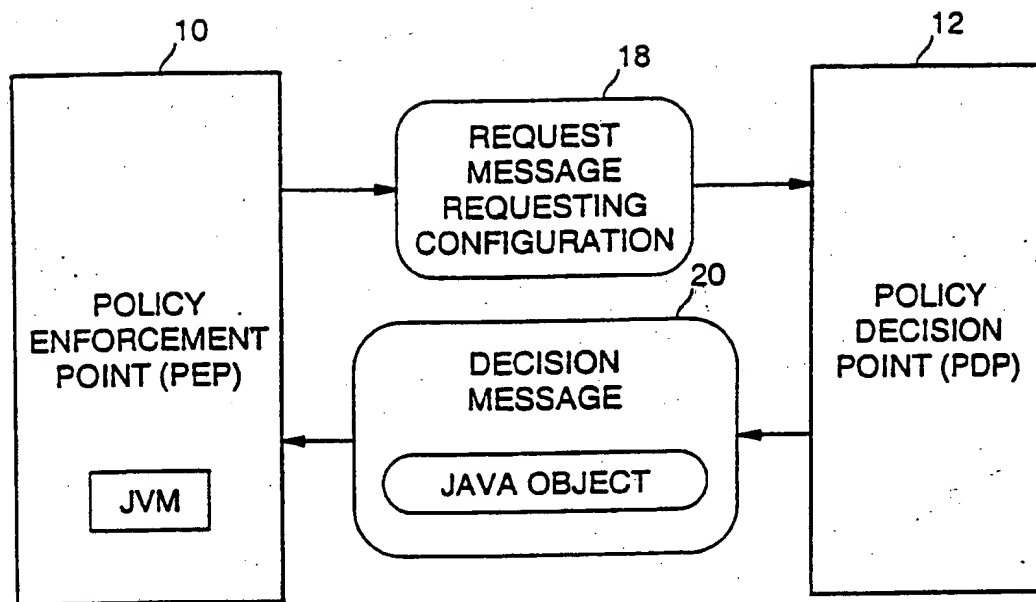 10
18
12
REQUEST
MESSAGE
REQUESTING
CONFIGURATION
20
POLICY
ENFORCEMENT
POINT (PEP)
DECISION
MESSAGE
POLICY
DECISION
POINT (PDP)
JVM
JAVA OBJECT